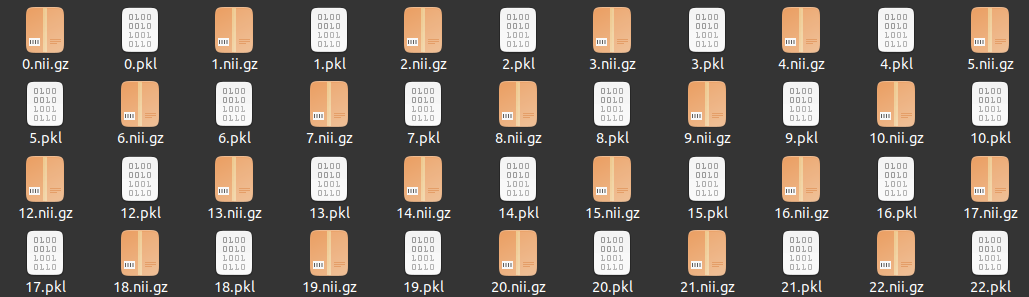 0.nii.gz 0.pkl 1.nii.gz 1.pkl 2.nii.gz 2.pkl 3.nii.gz 3.pkl 4.nii.gz 4.pkl 5.nii.gz
5.pkl 6.nii.gz 6.pkl 7.nii.gz 7.pkl 8.nii.gz 8.pkl 9.nii.gz 9.pkl 10.nii.gz 10.pkl
12.nii.gz 12.pkl 13.nii.gz 13.pkl 14.nii.gz 14.pkl 15.nii.gz 15.pkl 16.nii.gz 16.pkl 17.nii.gz
17.pkl 18.nii.gz 18.pkl 19.nii.gz 19.pkl 20.nii.gz 20.pkl 21.nii.gz 21.pkl 22.nii.gz 22.pkl